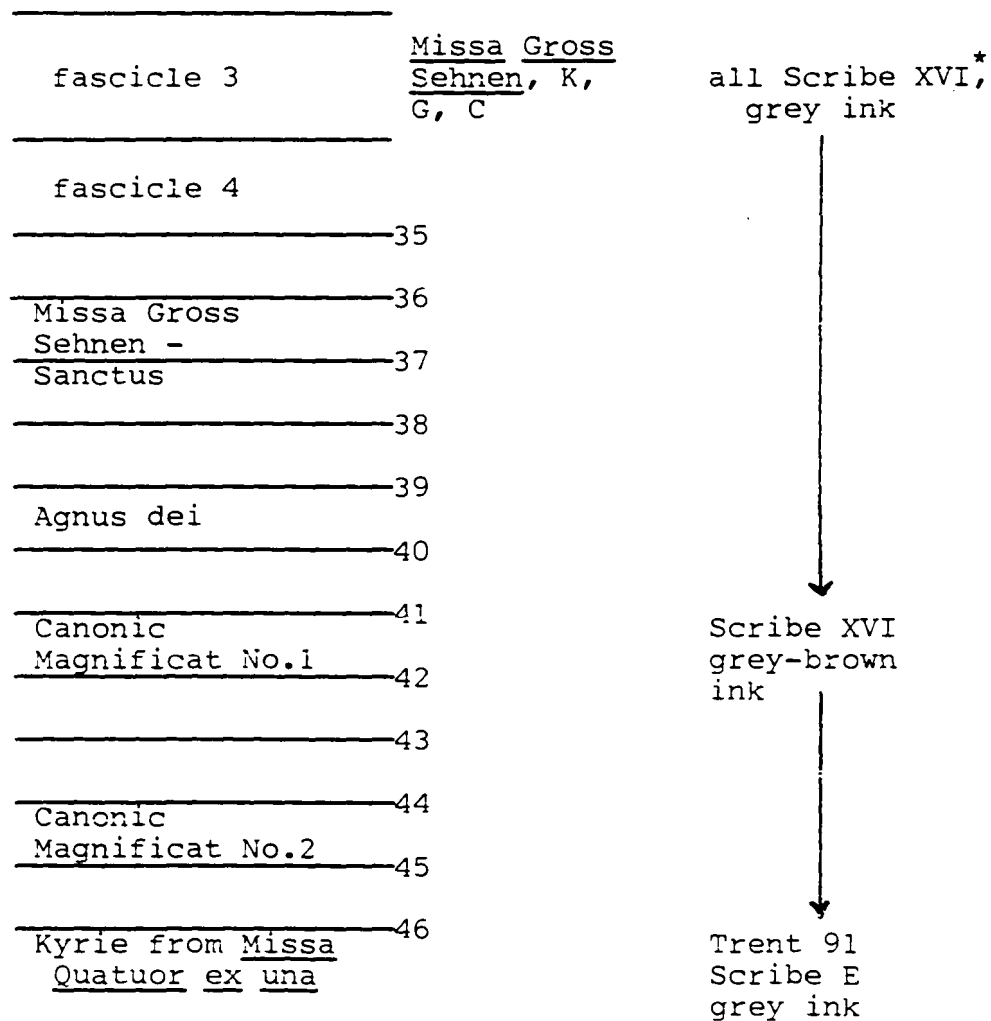 Missa Gross
fascicle 3 Sehnen, K, all Scribe XVI,*
G, C grey ink
fascicle 4
35
36
Missa Gross
Sehnen -
37
Sanctus
38
39
Agnus dei
40
41
Canonic Scribe XVI
Magnificat No.1 grey-brown
42 ink
43
44
Canonic
Magnificat No.2
45
46
Kyrie from Missa Trent 91
Quatuor ex una Scribe E
grey ink